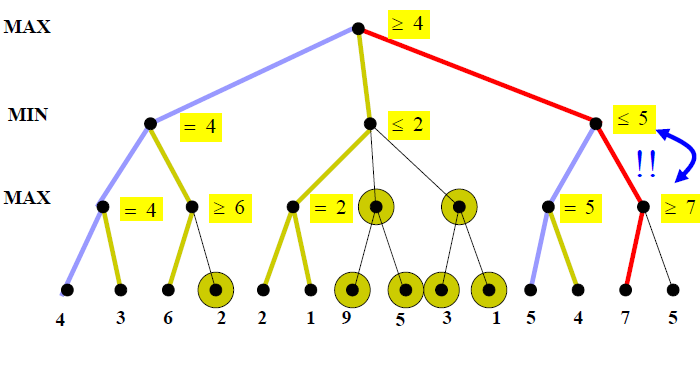 MAX
≥ 4
MIN
= 4
≤ 2
≤ 5
!!
MAX
= 4
≥ 6
= 2
= 5
≥ 7
4 3 6 2 2 1 9 5 3 1 5 4 7 5